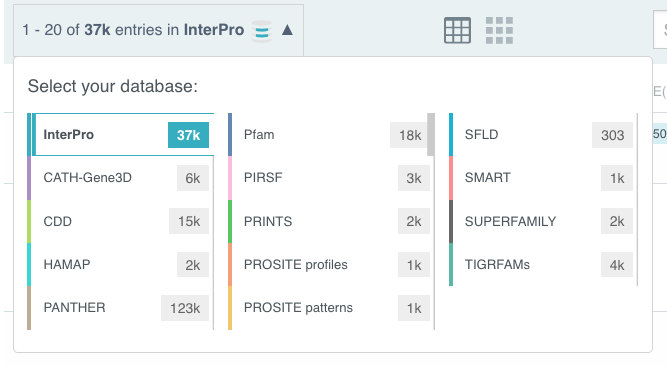 1 - 20 of 37k entries in InterPro ▲
Select your database:
InterPro 37k
CATH-Gene3D 6k
CDD 15k
HAMAP 2k
PANTHER 123k
Pfam 18k
PIRSF 3k
PRINTS 2k
PROSITE profiles 1k
PROSITE patterns 1k
SFLD 303
SMART 1k
SUPERFAMILY 2k
TIGRFAMs 4k
E(
50